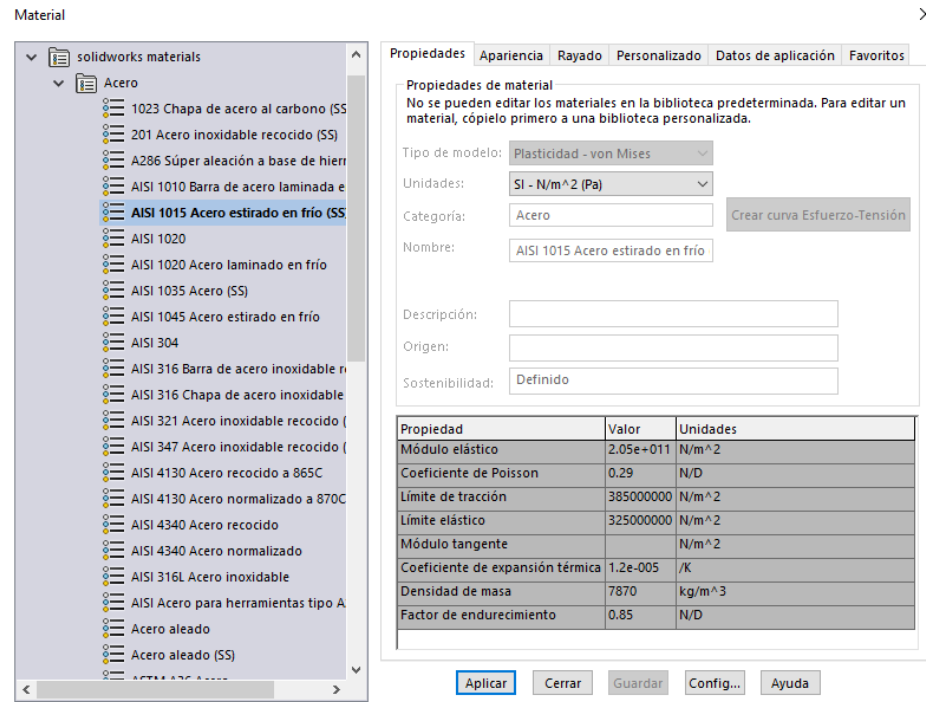 Material
solidworks materials
Acero
1023 Chapa de acero al carbono (SS
201 Acero inoxidable recocido (SS)
A286 Súper aleación a base de hierr
AISI 1010 Barra de acero laminada e
AISI 1015 Acero estirado en frío (SS)
AISI 1020
AISI 1020 Acero laminado en frío
AISI 1035 Acero (SS)
AISI 1045 Acero estirado en frío
AISI 304
AISI 316 Barra de acero inoxidable r
AISI 316 Chapa de acero inoxidable
AISI 321 Acero inoxidable recocido (
AISI 347 Acero inoxidable recocido (
AISI 4130 Acero recocido a 865C
AISI 4130 Acero normalizado a 870C
AISI 4340 Acero recocido
AISI 4340 Acero normalizado
AISI 316L Acero inoxidable
AISI Acero para herramientas tipo A
Acero aleado
Acero aleado (SS)
ASTM A36 Acero
Propiedades Apariencia Rayado Personalizado Datos de aplicación Favoritos
Propiedades de material
No se pueden editar los materiales en la biblioteca predeterminada. Para editar un
material, cópielo primero a una biblioteca personalizada.
Tipo de modelo: Plasticidad - von Mises
Unidades: SI - N/m^2 (Pa)
Categoría: Acero Crear curva Esfuerzo-Tensión
Nombre: AISI 1015 Acero estirado en frío
Descripción:
Origen:
Sostenibilidad: Definido
Propiedad Valor Unidades
Módulo elástico 2.05e+011 N/m^2
Coeficiente de Poisson 0.29 N/D
Límite de tracción 385000000 N/m^2
Límite elástico 325000000 N/m^2
Módulo tangente N/m^2
Coeficiente de expansión térmica 1.2e-005 /K
Densidad de masa 7870 kg/m^3
Factor de endurecimiento 0.85 N/D
Aplicar Cerrar Guardar Config... Ayuda